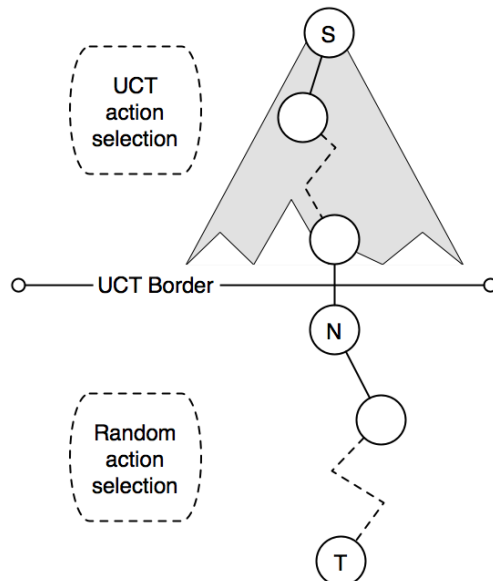 S
UCT
action
selection
UCT Border
N
Random
action
selection
T